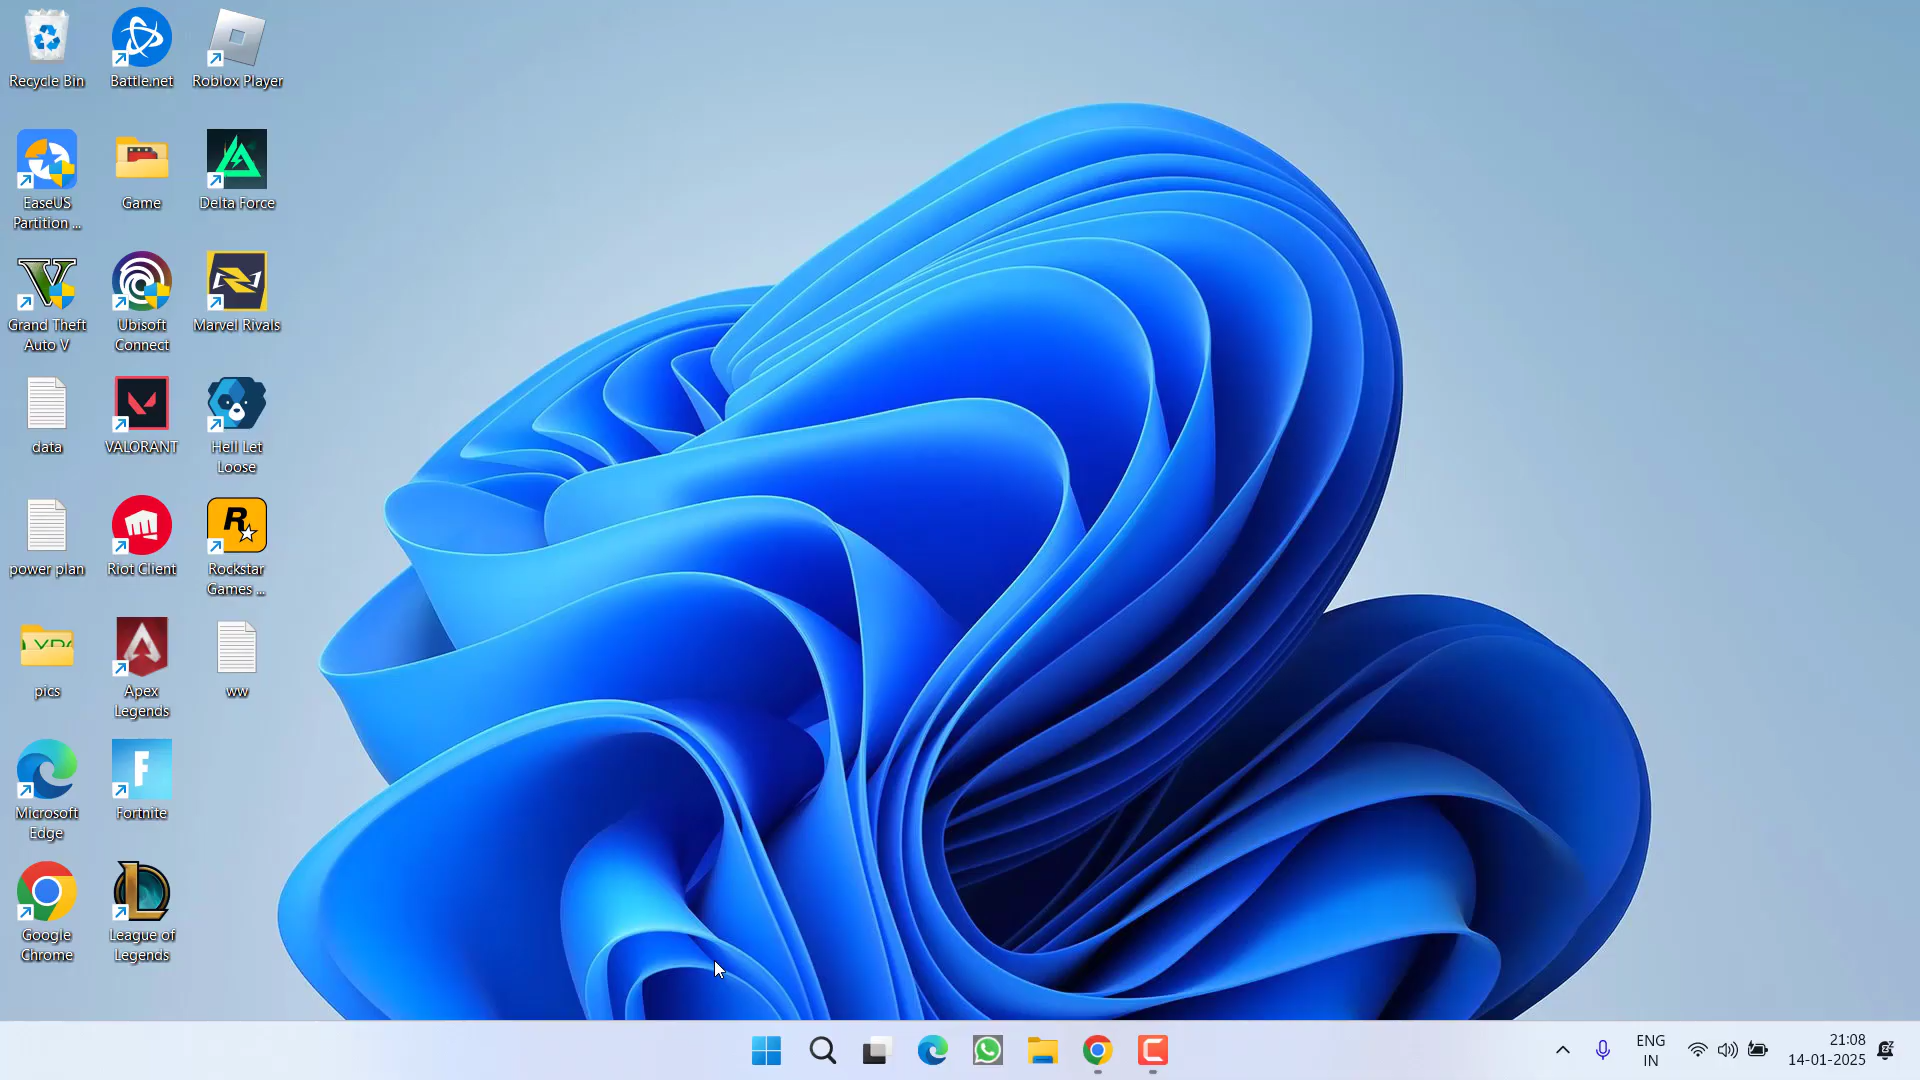 Recycle Bin
Battle.net
Roblox Player
EaseUS
Partition ...
Game
Delta Force
Grand Theft
Auto V
Ubisoft
Connect
Marvel Rivals
data
VALORANT
Hell Let
Loose
power plan
Riot Client
Rockstar
Games ...
pics
Apex
Legends
ww
Microsoft
Edge
Fortnite
Google
Chrome
League of
Legends
ENG
IN
21:08
14-01-2025